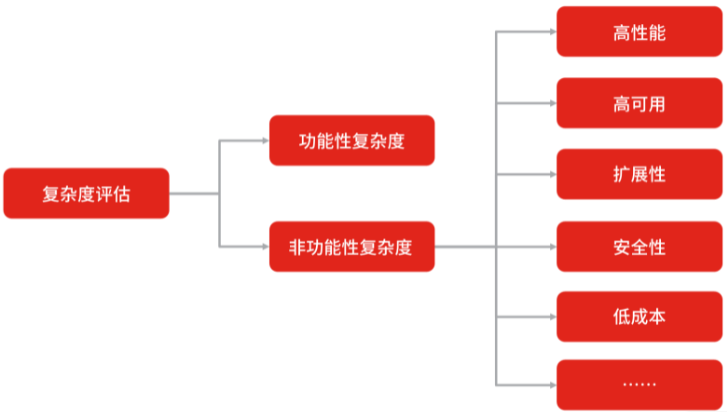 复杂度评估
功能性复杂度
非功能性复杂度
高性能
高可用
扩展性
安全性
低成本
……